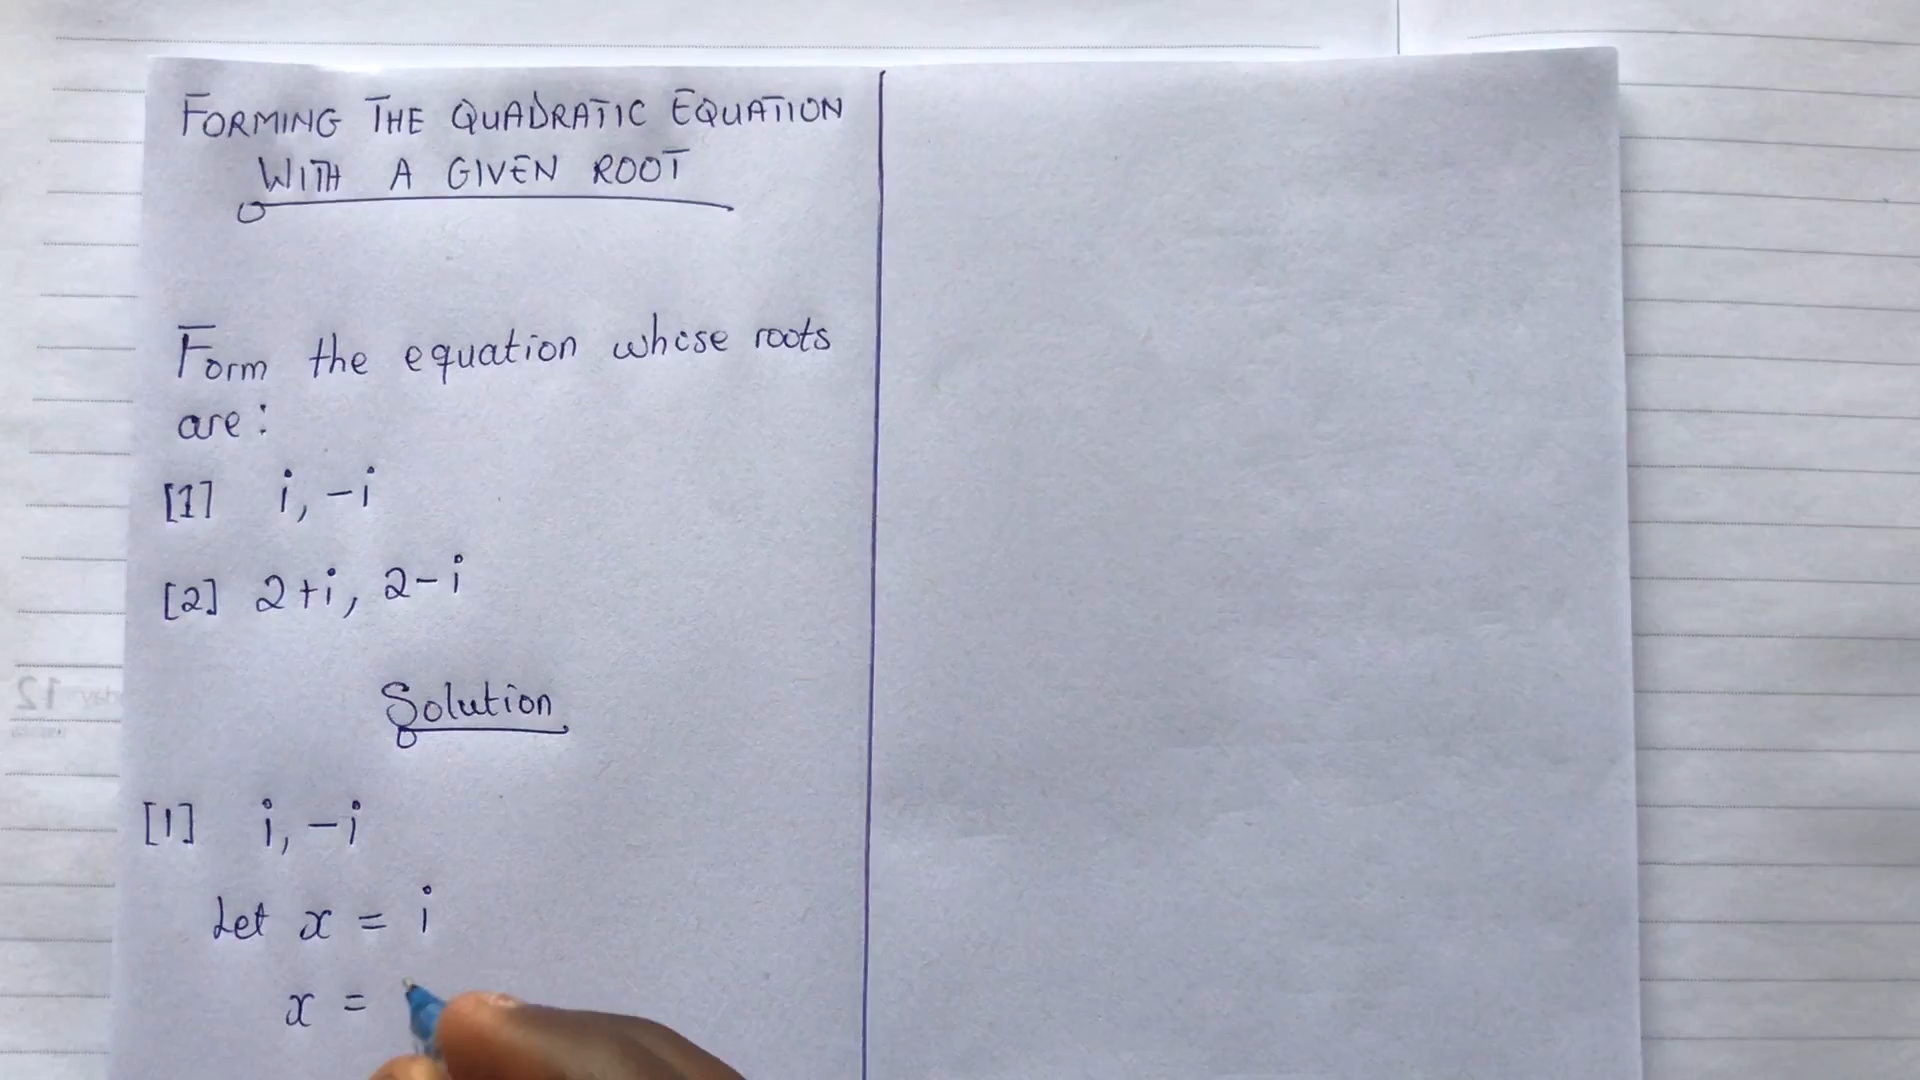 FORMING THE QUADRATIC EQUATION
WITH A GIVEN ROOT
Form the equation whose roots
are:
[1] i, -i
[2] 2+i, 2-i
Solution
[1] i, -i
Let x = i
x =
12